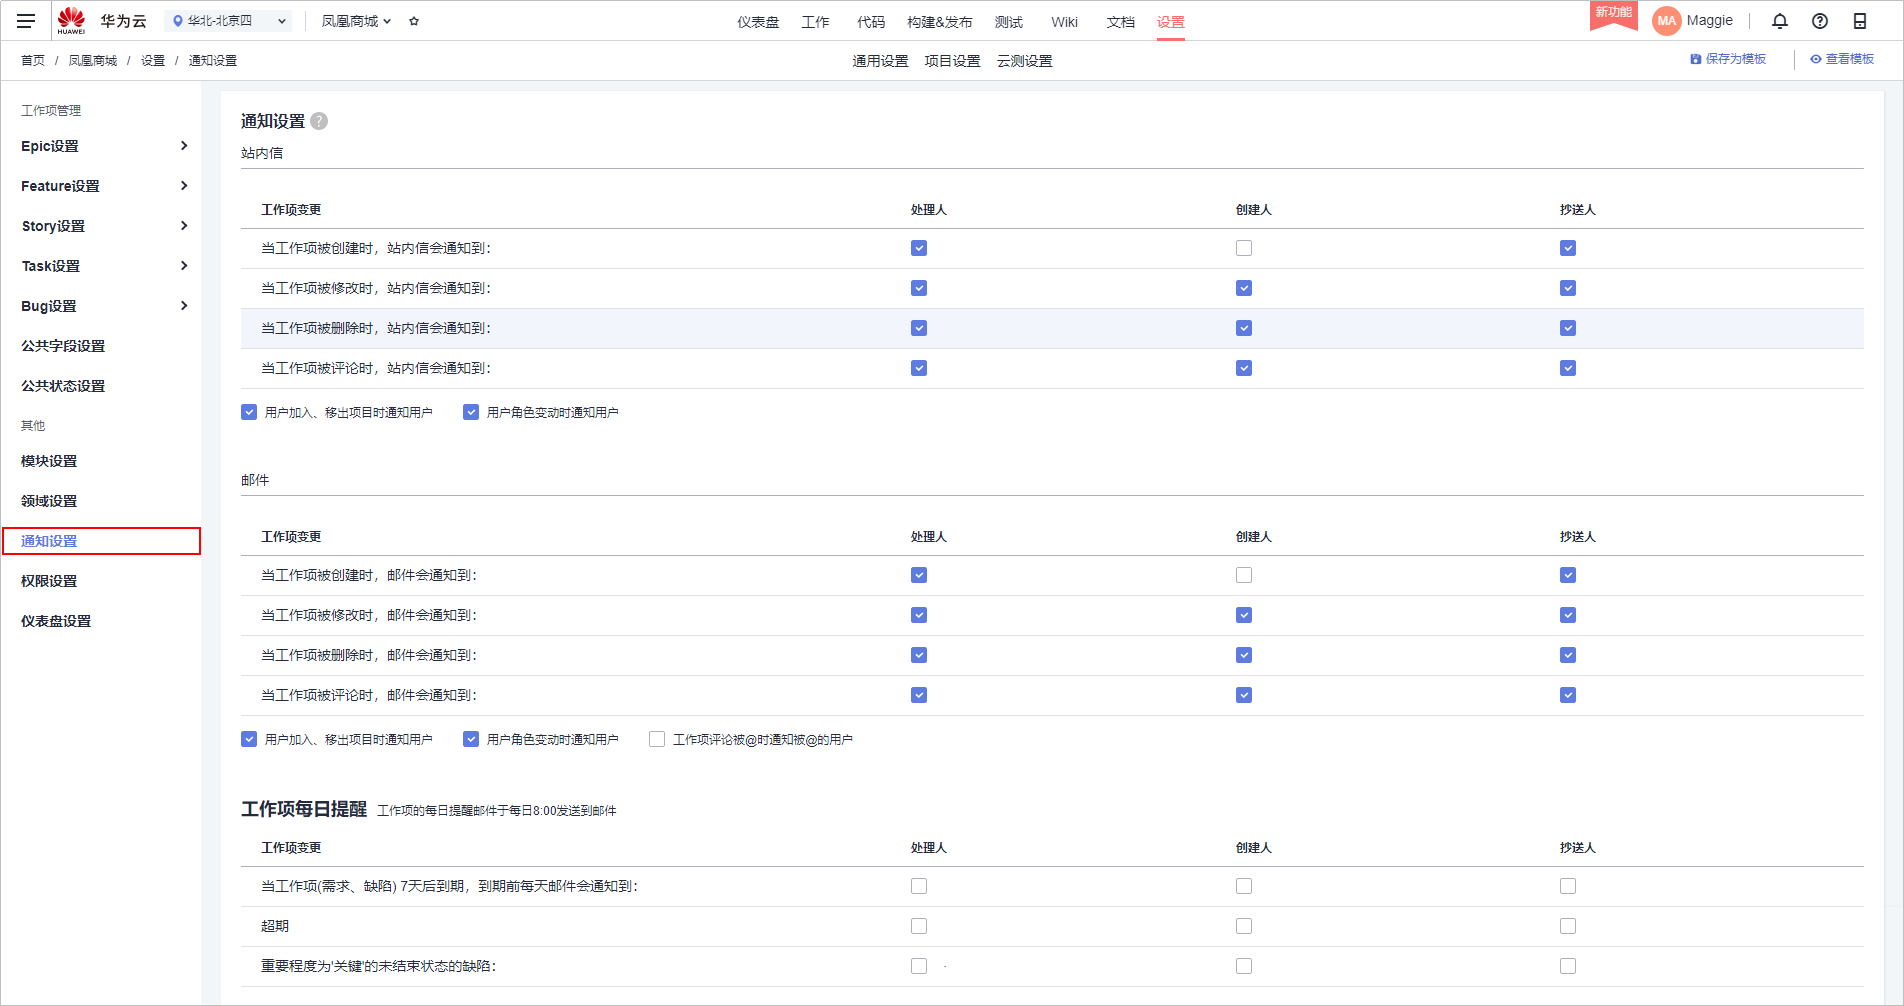 HUAWEI 华为云 华北-北京四 凤凰商城 仪表盘 工作 代码 构建&发布 测试 Wiki 文档 设置 新功能 MA Maggie
首页 / 凤凰商城 / 设置 / 通知设置 通用设置 项目设置 云测设置 保存为模板 查看模板
工作项管理
Epic设置
Feature设置
Story设置
Task设置
Bug设置
公共字段设置
公共状态设置
其他
模块设置
领域设置
通知设置
权限设置
仪表盘设置
通知设置 ?
站内信
工作项变更 处理人 创建人 抄送人
当工作项被创建时，站内信会通知到：
当工作项被修改时，站内信会通知到：
当工作项被删除时，站内信会通知到：
当工作项被评论时，站内信会通知到：
用户加入、移出项目时通知用户 用户角色变动时通知用户
邮件
工作项变更 处理人 创建人 抄送人
当工作项被创建时，邮件会通知到：
当工作项被修改时，邮件会通知到：
当工作项被删除时，邮件会通知到：
当工作项被评论时，邮件会通知到：
用户加入、移出项目时通知用户 用户角色变动时通知用户 工作项评论被@时通知被@的用户
工作项每日提醒 工作项的每日提醒邮件于每日8:00发送到邮件
工作项变更 处理人 创建人 抄送人
当工作项(需求、缺陷) 7天后到期，到期前每天邮件会通知到：
超期
重要程度为'关键'的未结束状态的缺陷：